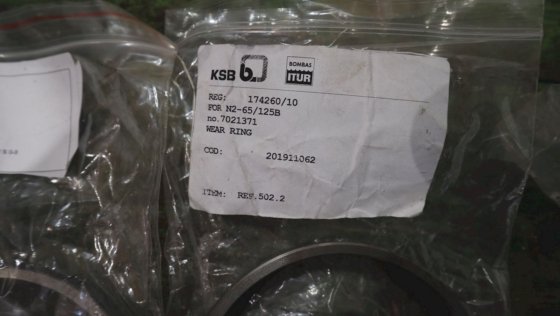 KSB b
BOMBAS
ITUR
REG: 174260/10
FOR N2-65/125B
no.7021371
WEAR RING
COD: 201911062
ITEM: REF.502.2